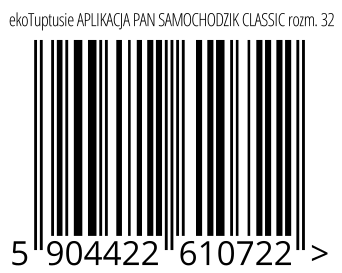 ekoTuptusie APLIKACJA PAN SAMOCHODZIK CLASSIC rozm. 32
5 904422 610722 >